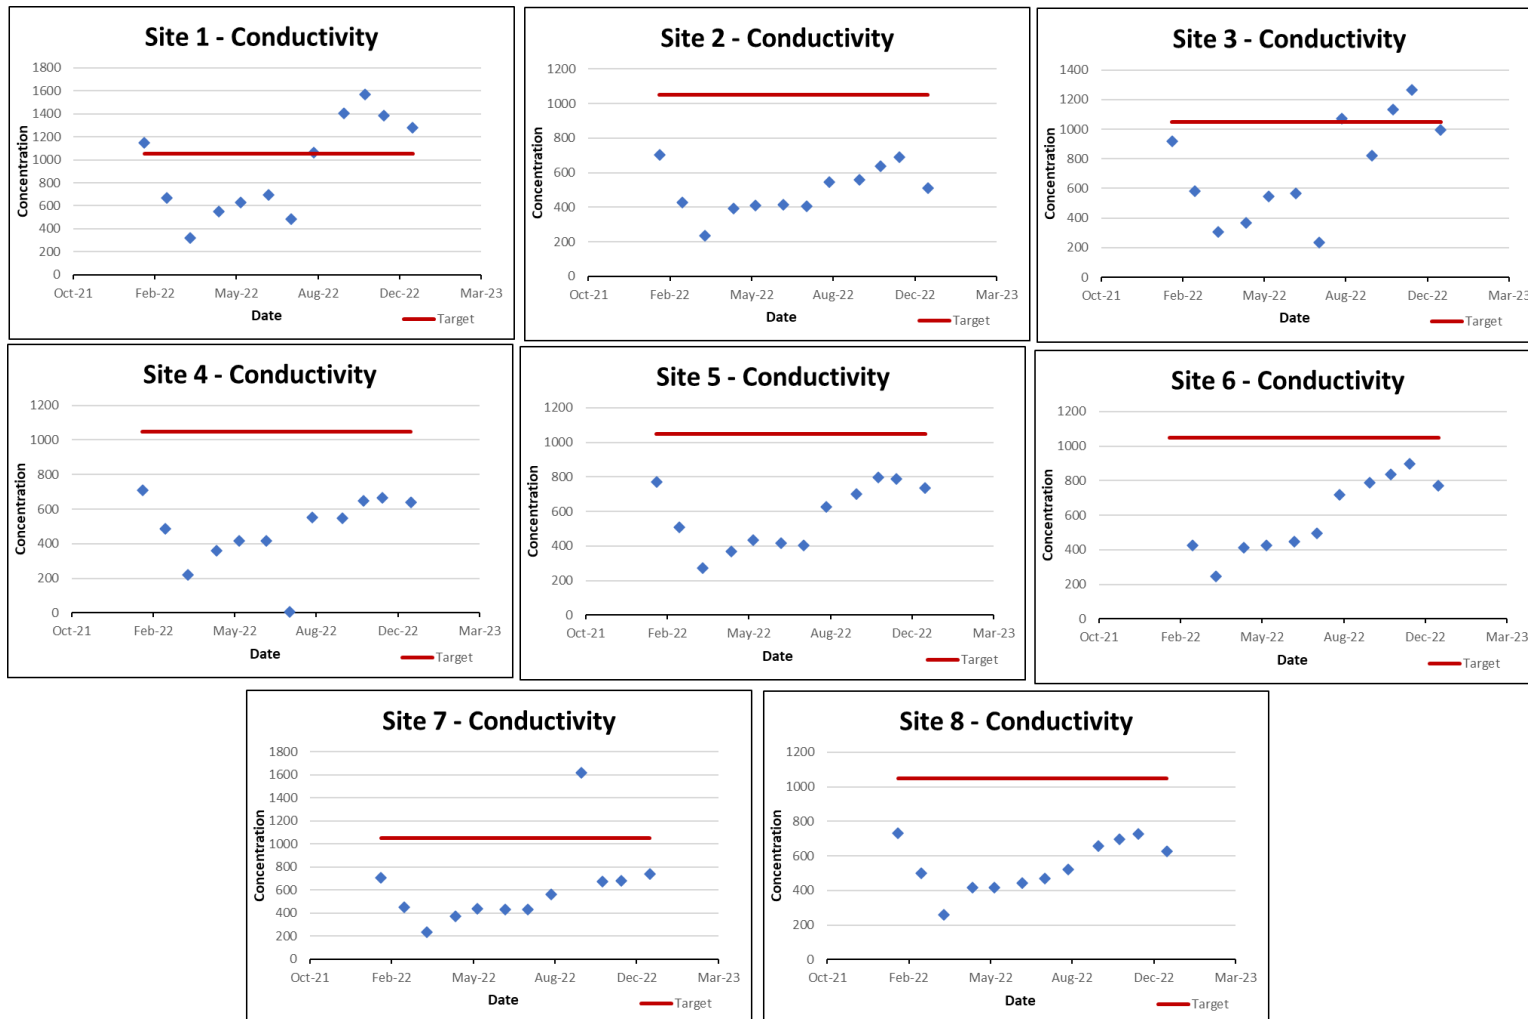 Site 1 - Conductivity
1800
1600
1400
1200
1000
800
600
400
200
0
Concentration
Oct-21 Feb-22 May-22 Aug-22 Dec-22 Mar-23
Date
Target
Site 2 - Conductivity
1200
1000
800
600
400
200
0
Concentration
Oct-21 Feb-22 May-22 Aug-22 Dec-22 Mar-23
Date
Target
Site 3 - Conductivity
1400
1200
1000
800
600
400
200
0
Concentration
Oct-21 Feb-22 May-22 Aug-22 Dec-22 Mar-23
Date
Target
Site 4 - Conductivity
1200
1000
800
600
400
200
0
Concentration
Oct-21 Feb-22 May-22 Aug-22 Dec-22 Mar-23
Date
Target
Site 5 - Conductivity
1200
1000
800
600
400
200
0
Concentration
Oct-21 Feb-22 May-22 Aug-22 Dec-22 Mar-23
Date
Target
Site 6 - Conductivity
1200
1000
800
600
400
200
0
Concentration
Oct-21 Feb-22 May-22 Aug-22 Dec-22 Mar-23
Date
Target
Site 7 - Conductivity
1800
1600
1400
1200
1000
800
600
400
200
0
Concentration
Oct-21 Feb-22 May-22 Aug-22 Dec-22 Mar-23
Date
Target
Site 8 - Conductivity
1200
1000
800
600
400
200
0
Concentration
Oct-21 Feb-22 May-22 Aug-22 Dec-22 Mar-23
Date
Target